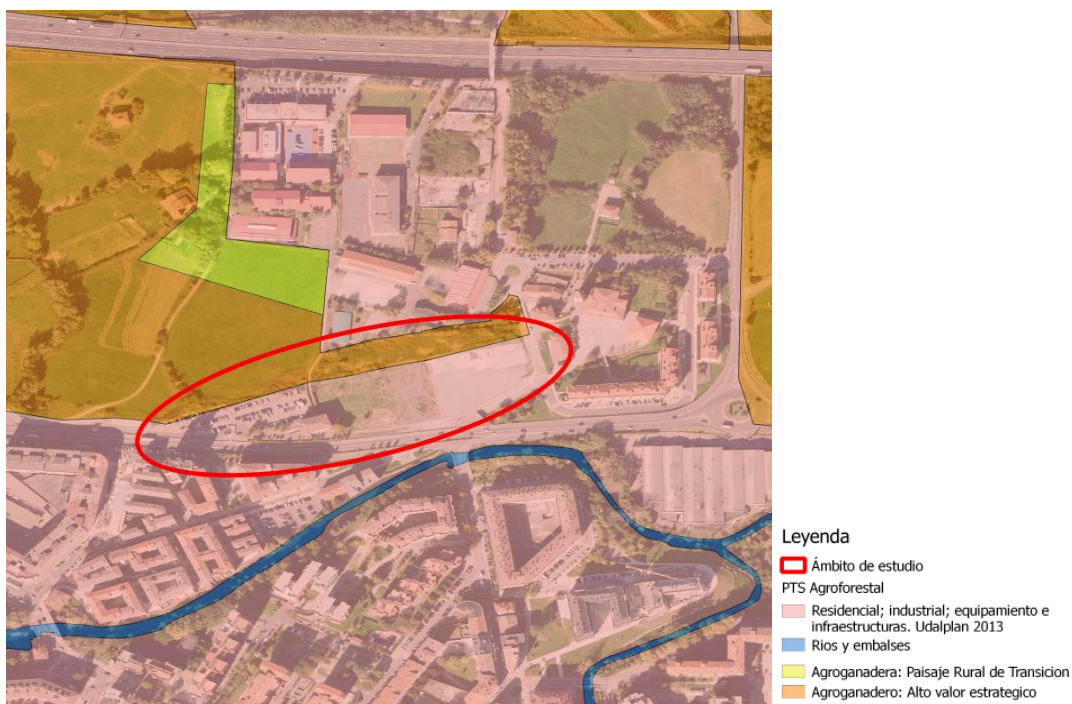 Leyenda
Ámbito de estudio
PTS Agroforestal
Residencial; industrial; equipamiento e
infraestructuras. Udalplan 2013
Rios y embalses
Agroganadera: Paisaje Rural de Transicion
Agroganadero: Alto valor estrategico